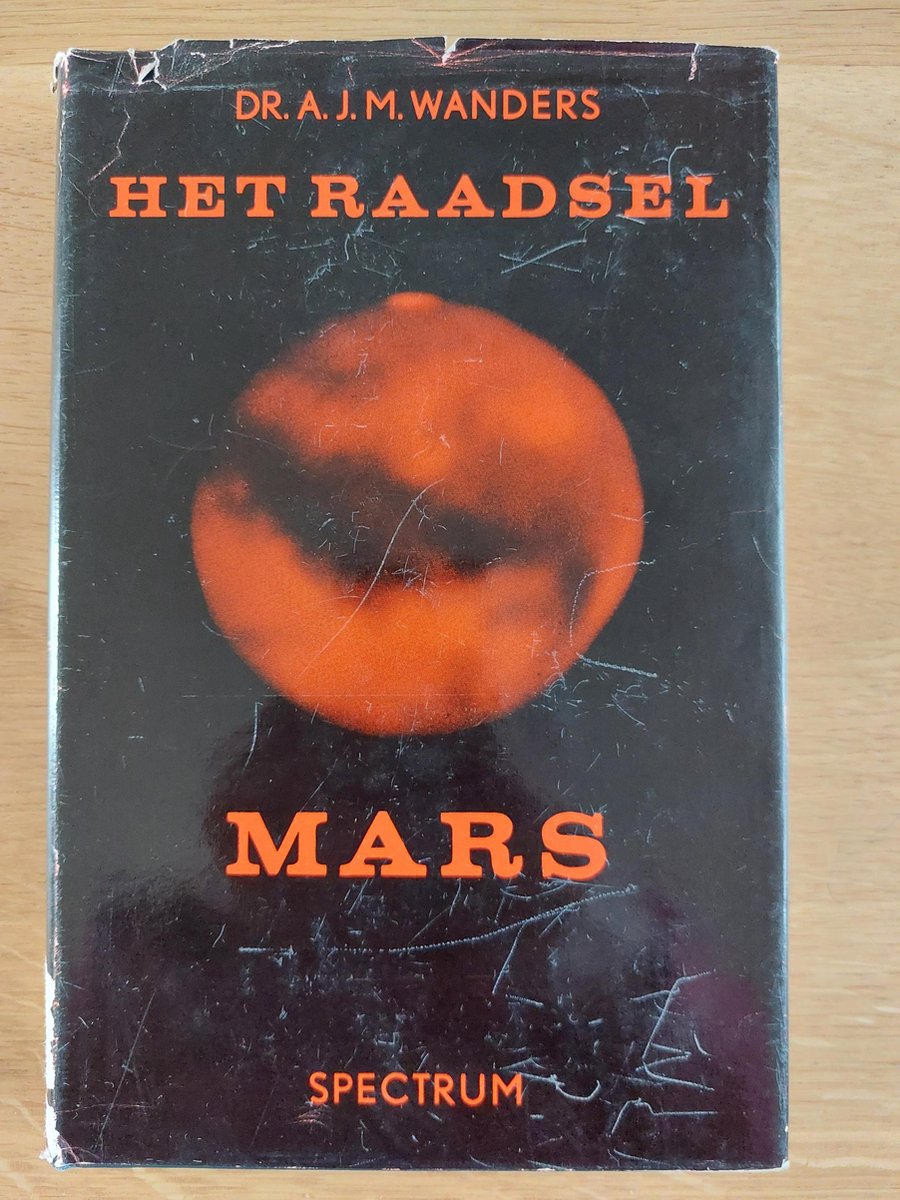 DR. A. J. M. WANDERS
HET RAADSEL
MARS
SPECTRUM